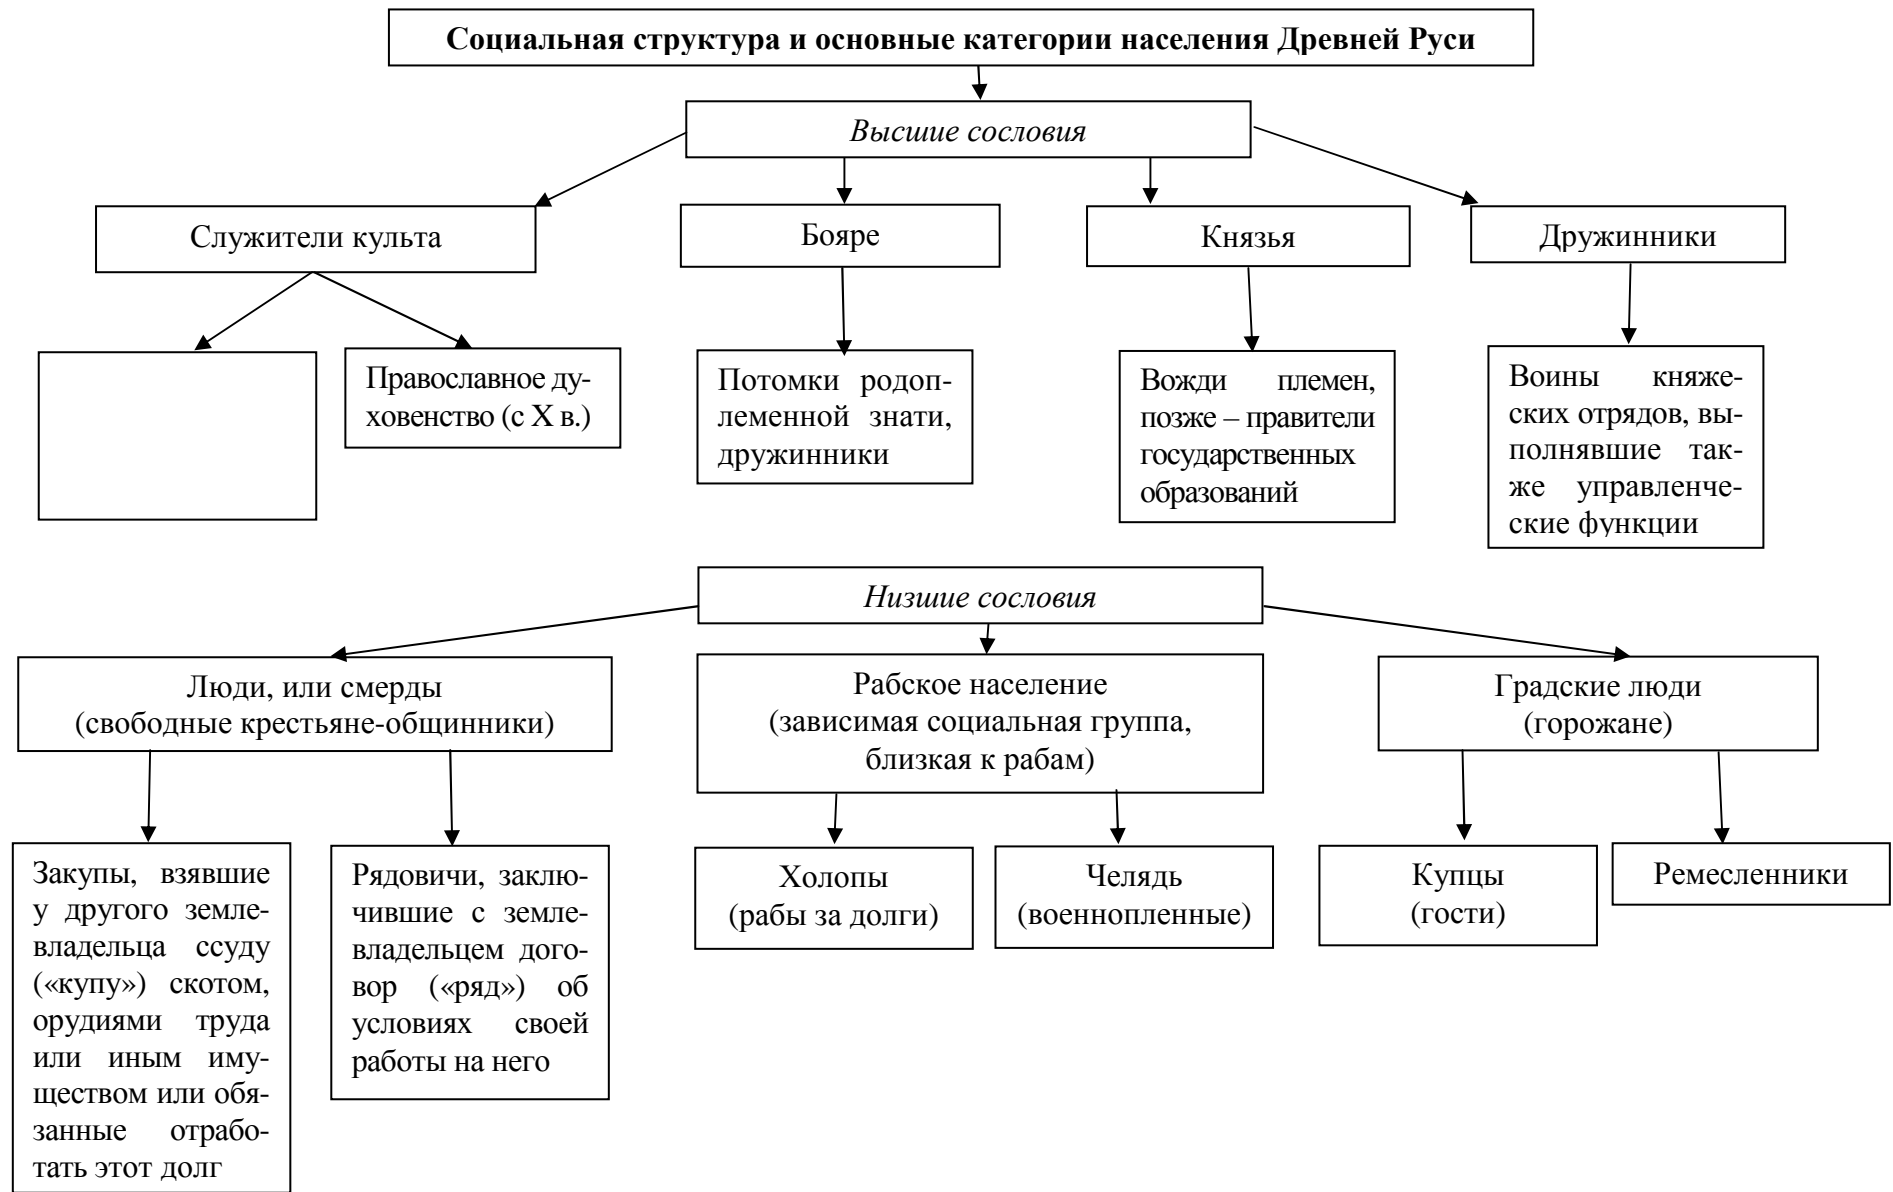 Социальная структура и основные категории населения Древней Руси
Высшие сословия
Служители культа
Бояре
Князья
Дружинники
Православное ду-
ховенство (с X в.)
Потомки родоп-
леменной знати,
дружинники
Вожди племен,
позже – правители
государственных
образований
Воины княже-
ских отрядов, вы-
полнявшие так-
же управленче-
ские функции
Низшие сословия
Люди, или смерды
(свободные крестьяне-общинники)
Рабское население
(зависимая социальная группа,
близкая к рабам)
Градские люди
(горожане)
Закупы, взявшие
у другого земле-
владельца ссуду
(«купу») скотом,
орудиями труда
или иным иму-
ществом или обя-
занные отрабо-
тать этот долг
Рядовичи, заклю-
чившие с земле-
владельцем дого-
вор («ряд») об
условиях своей
работы на него
Холопы
(рабы за долги)
Челядь
(военнопленные)
Купцы
(гости)
Ремесленники